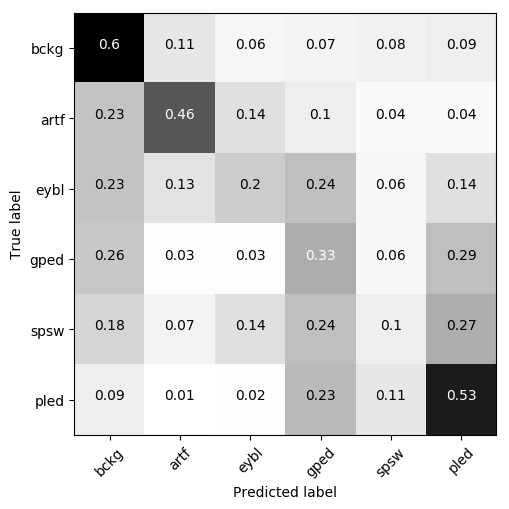 bckg 0.6 0.11 0.06 0.07 0.08 0.09
artf 0.23 0.46 0.14 0.1 0.04 0.04
eybl 0.23 0.13 0.2 0.24 0.06 0.14
gped 0.26 0.03 0.03 0.33 0.06 0.29
spsw 0.18 0.07 0.14 0.24 0.1 0.27
pled 0.09 0.01 0.02 0.23 0.11 0.53
True label
bckg artf eybl gped spsw pled
Predicted label